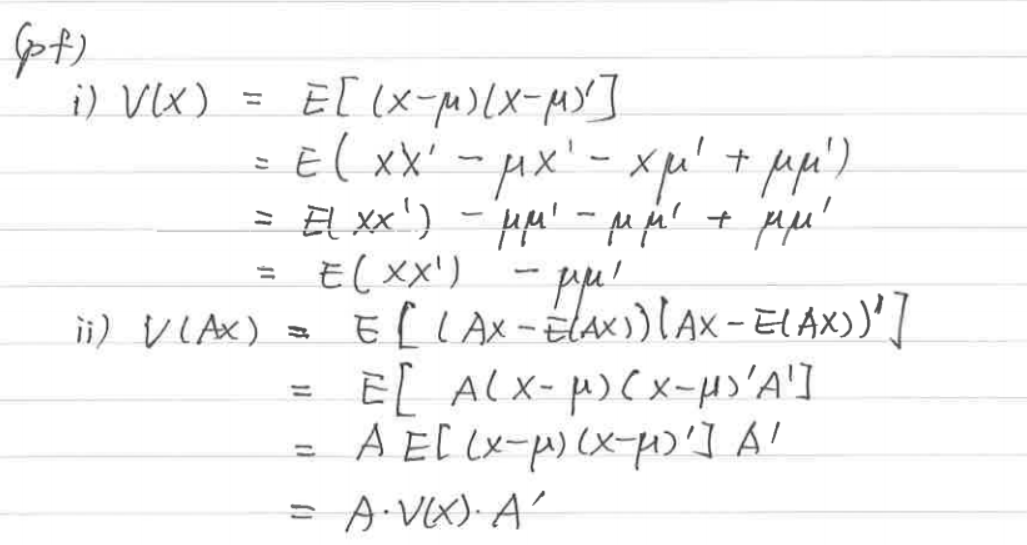 (pf)
i) V(X) = E[(X-μ)(X-μ)']
= E(XX' - μX' - Xμ' + μμ')
= E(XX') - μμ' - μμ' + μμ'
= E(XX') - μμ'
ii) V(AX) = E[(AX-E(AX))(AX-E(AX))']
= E[A(X-μ)(X-μ)'A']
= A E[(X-μ)(X-μ)'] A'
= A·V(X)·A'